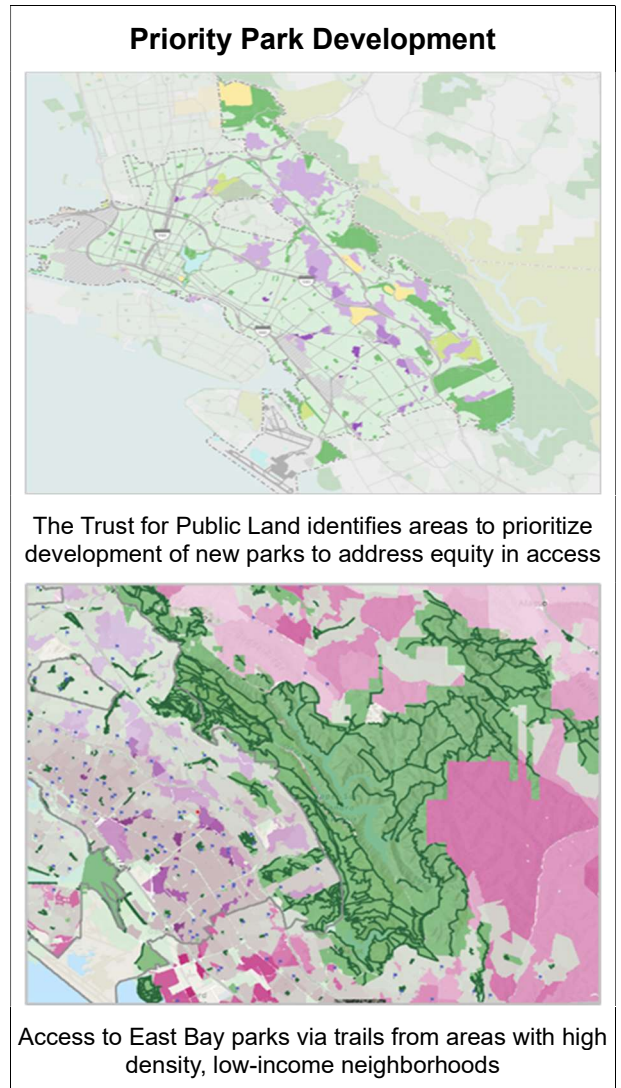 Priority Park Development
The Trust for Public Land identifies areas to prioritize
development of new parks to address equity in access
Access to East Bay parks via trails from areas with high
density, low-income neighborhoods